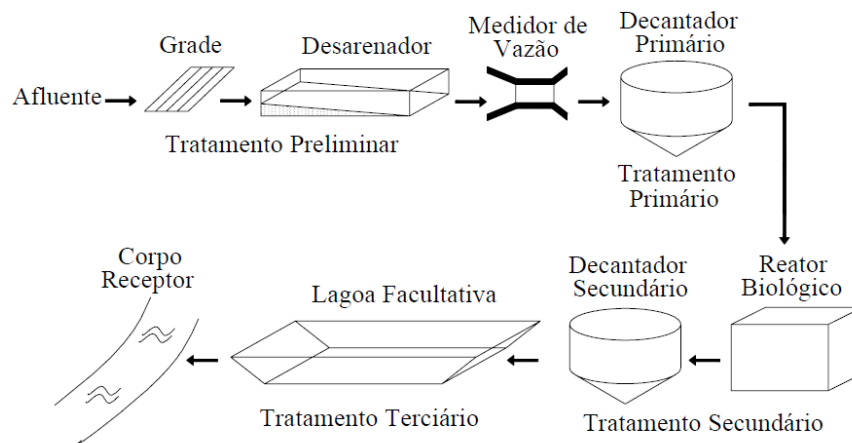 Afluente
Grade
Desarenador
Tratamento Preliminar
Medidor de
Vazão
Decantador
Primário
Tratamento
Primário
Reator
Biológico
Decantador
Secundário
Tratamento Secundário
Lagoa Facultativa
Tratamento Terciário
Corpo
Receptor